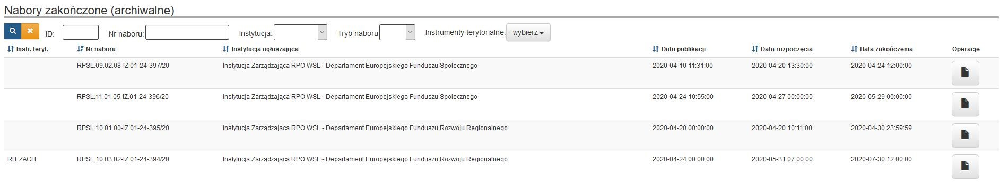 Nabory zakończone (archiwalne)
ID: Nr naboru: Instytucja: Tryb naboru Instrumenty terytorialne: wybierz
Instr. teryt. Nr naboru Instytucja ogłaszająca Data publikacji Data rozpoczęcia Data zakończenia Operacje
RPSL.09.02.08-IZ.01-24-397/20 Instytucja Zarządzająca RPO WSL - Departament Europejskiego Funduszu Społecznego 2020-04-10 11:31:00 2020-04-20 13:30:00 2020-04-24 12:00:00
RPSL.11.01.05-IZ.01-24-396/20 Instytucja Zarządzająca RPO WSL - Departament Europejskiego Funduszu Społecznego 2020-04-24 10:55:00 2020-04-27 00:00:00 2020-05-29 00:00:00
RPSL.10.01.00-IZ.01-24-395/20 Instytucja Zarządzająca RPO WSL - Departament Europejskiego Funduszu Rozwoju Regionalnego 2020-04-20 00:00:00 2020-04-20 10:11:00 2020-04-30 23:59:59
RIT ZACH RPSL.10.03.02-IZ.01-24-394/20 Instytucja Zarządzająca RPO WSL - Departament Europejskiego Funduszu Rozwoju Regionalnego 2020-04-24 00:00:00 2020-05-31 07:00:00 2020-07-30 12:00:00